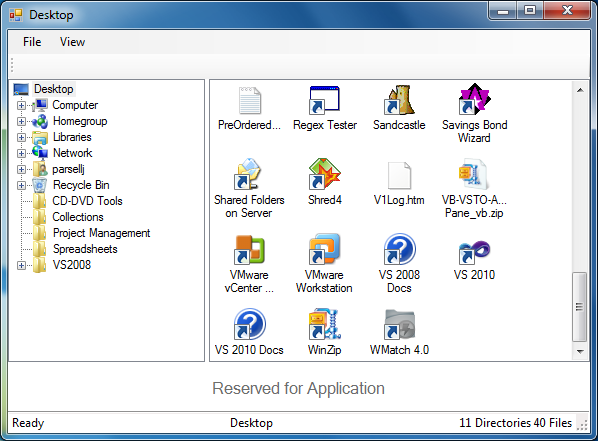 Desktop
File View
Desktop
Computer
Homegroup
Libraries
Network
parsellj
Recycle Bin
CD-DVD Tools
Collections
Project Management
Spreadsheets
VS2008
PreOrdered...
Regex Tester
Sandcastle
Savings Bond
Wizard
Shared Folders
on Server
Shred4
V1Log.htm
VB-VSTO-A...
Pane_vb.zip
VMware
vCenter ...
VMware
Workstation
VS 2008
Docs
VS 2010
VS 2010 Docs
WinZip
WMatch 4.0
Reserved for Application
Ready
Desktop
11 Directories 40 Files